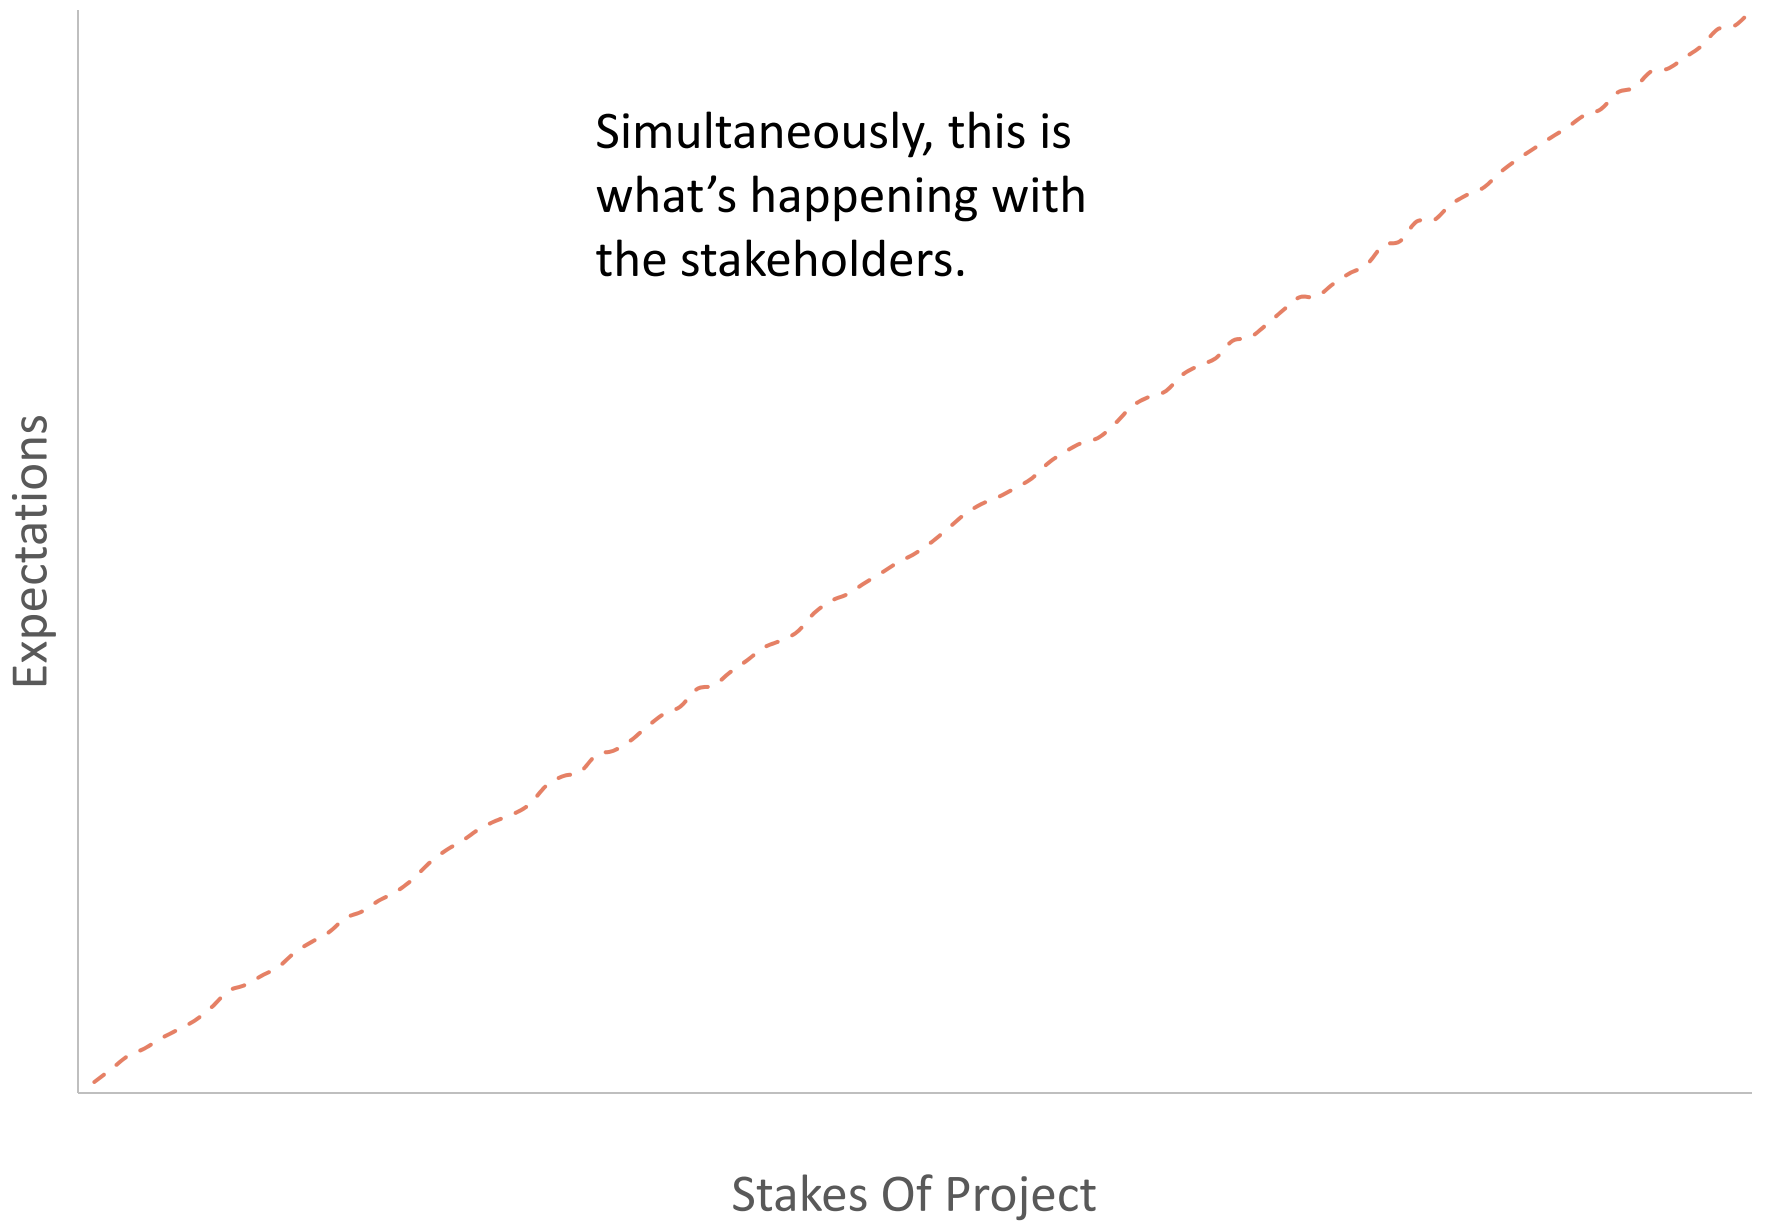 Simultaneously, this is
what’s happening with
the stakeholders.
Expectations
Stakes Of Project